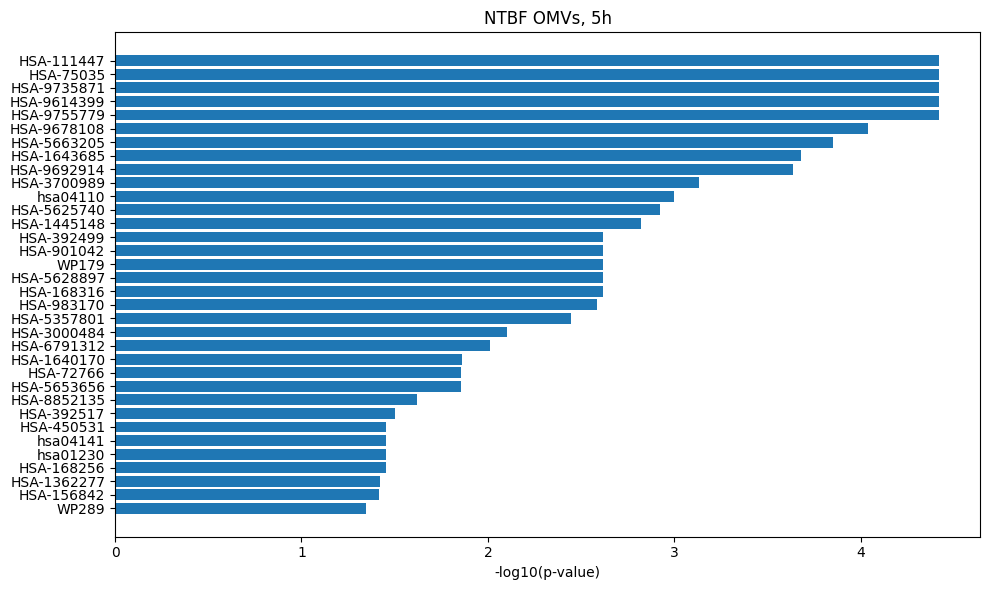 NTBF OMVs, 5h
HSA-111447
HSA-75035
HSA-9735871
HSA-9614399
HSA-9755779
HSA-9678108
HSA-5663205
HSA-1643685
HSA-9692914
HSA-3700989
hsa04110
HSA-5625740
HSA-1445148
HSA-392499
HSA-901042
WP179
HSA-5628897
HSA-168316
HSA-983170
HSA-5357801
HSA-3000484
HSA-6791312
HSA-1640170
HSA-72766
HSA-5653656
HSA-8852135
HSA-392517
HSA-450531
hsa04141
hsa01230
HSA-168256
HSA-1362277
HSA-156842
WP289
0 1 2 3 4
-log10(p-value)